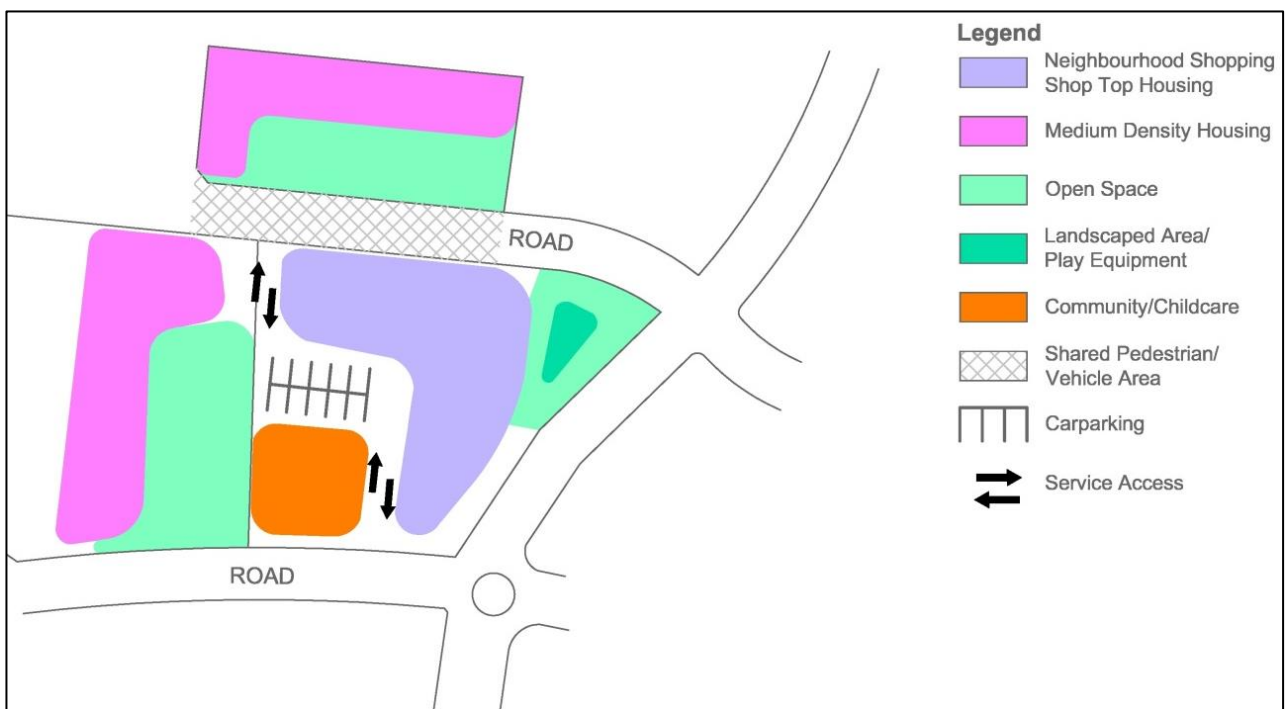 Legend
Neighbourhood Shopping
Shop Top Housing
Medium Density Housing
Open Space
Landscaped Area/
Play Equipment
Community/Childcare
Shared Pedestrian/
Vehicle Area
Carparking
Service Access
ROAD
ROAD